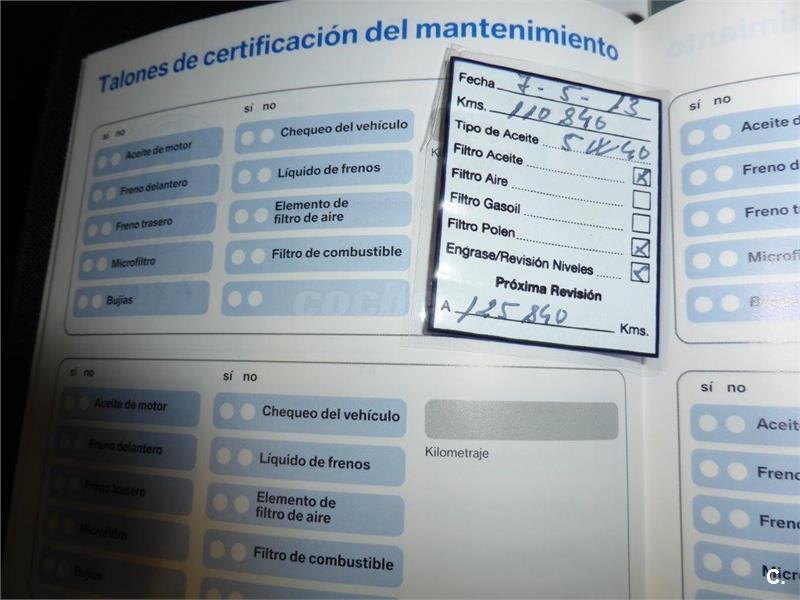 Talones de certificación del mantenimiento
sí no
Aceite de motor
Freno delantero
Freno trasero
Microfiltro
Bujías
sí no
Chequeo del vehículo
Líquido de frenos
Elemento de
filtro de aire
Filtro de combustible
Fecha 7-5-13
Kms. 110840
Tipo de Aceite 5W40
Filtro Aceite
Filtro Aire
Filtro Gasoil
Filtro Polen
Engrase/Revisión Niveles
Próxima Revisión
A 125840 Kms.
sí no
Aceite d
Freno d
Freno t
Microfi
sí no
Aceite de motor
Freno delantero
Freno trasero
Microfiltro
Bujías
sí no
Chequeo del vehículo
Líquido de frenos
Elemento de
filtro de aire
Filtro de combustible
Kilometraje
sí no
Aceit
Freno
Freno
Micro
C.